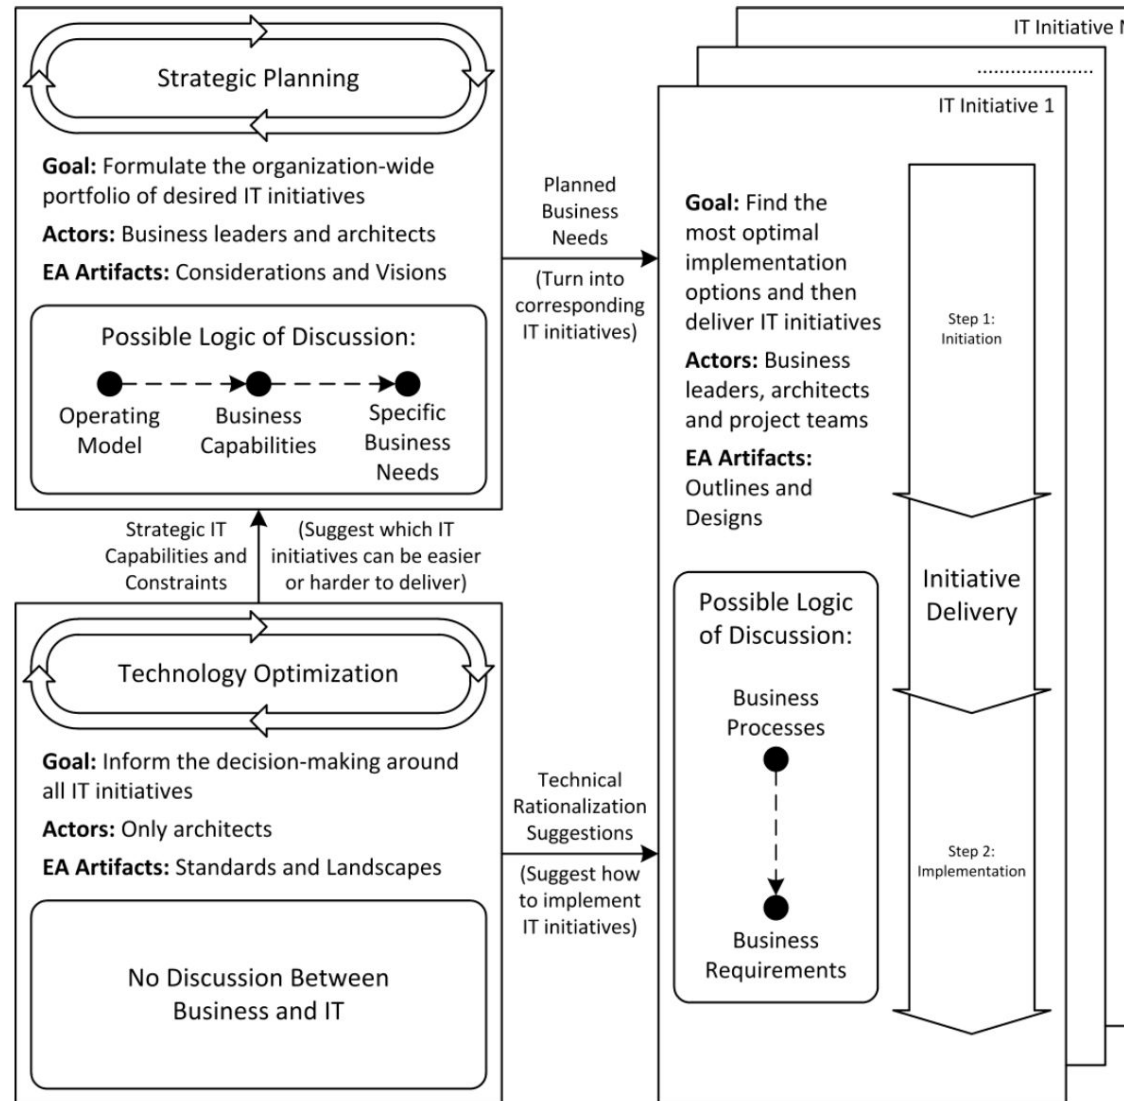 Strategic Planning
Goal: Formulate the organization-wide
portfolio of desired IT initiatives
Actors: Business leaders and architects
EA Artifacts: Considerations and Visions
Possible Logic of Discussion:
Operating
Model
Business
Capabilities
Specific
Business
Needs
Strategic IT
Capabilities and
Constraints
(Suggest which IT
initiatives can be easier
or harder to deliver)
Technology Optimization
Goal: Inform the decision-making around
all IT initiatives
Actors: Only architects
EA Artifacts: Standards and Landscapes
No Discussion Between
Business and IT
Planned
Business
Needs
(Turn into
corresponding
IT initiatives)
Technical
Rationalization
Suggestions
(Suggest how
to implement
IT initiatives)
IT Initiative
.....................
IT Initiative 1
Goal: Find the
most optimal
implementation
options and then
deliver IT initiatives
Actors: Business
leaders, architects
and project teams
EA Artifacts:
Outlines and
Designs
Possible Logic
of Discussion:
Business
Processes
Business
Requirements
Step 1:
Initiation
Initiative
Delivery
Step 2:
Implementation